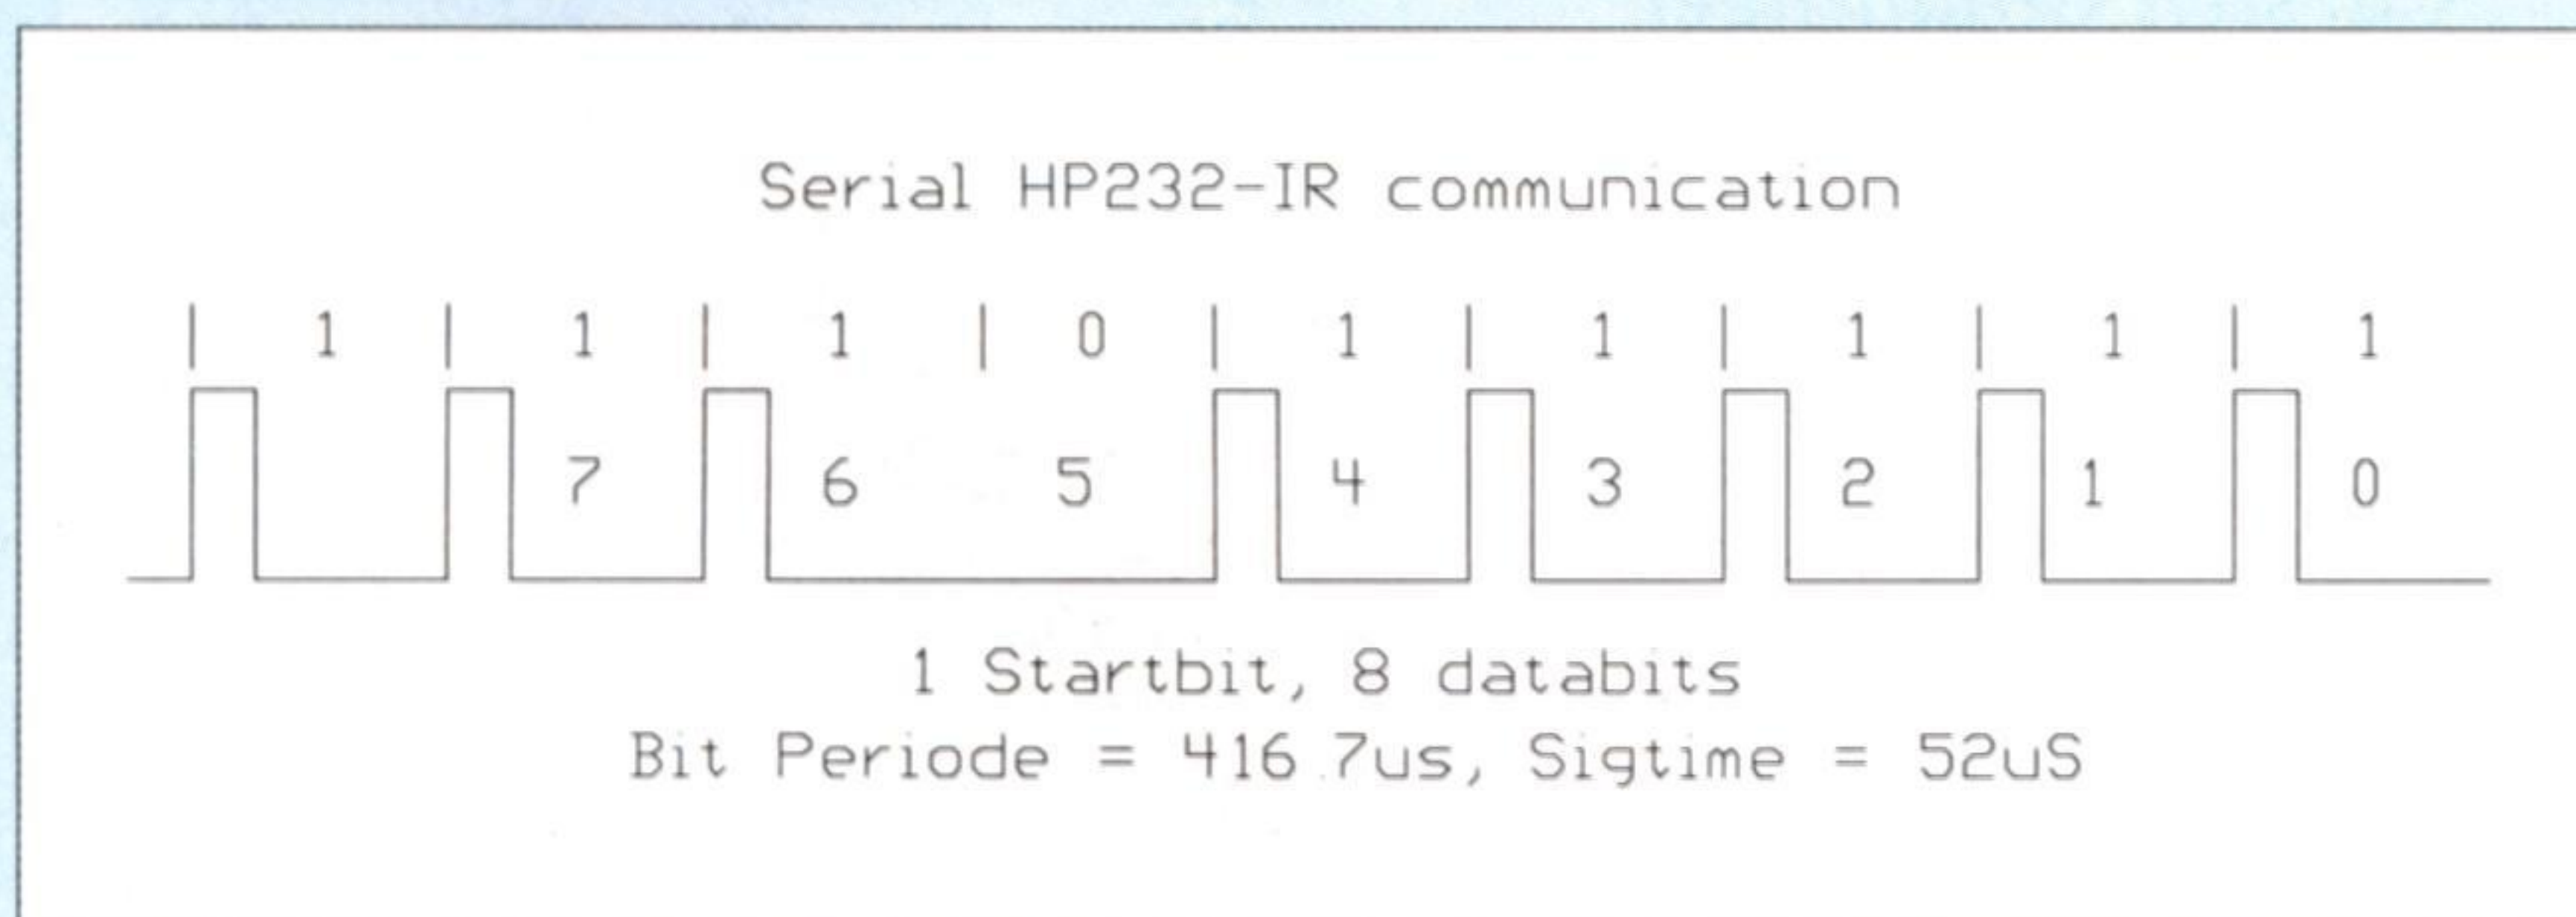 Serial HP232-IR communication
| 1 | 1 | 1 | 0 | 1 | 1 | 1 | 1 | 1
7 6 5 4 3 2 1 0
1 Startbit, 8 databits
Bit Periode = 416.7us, Sigtime = 52uS